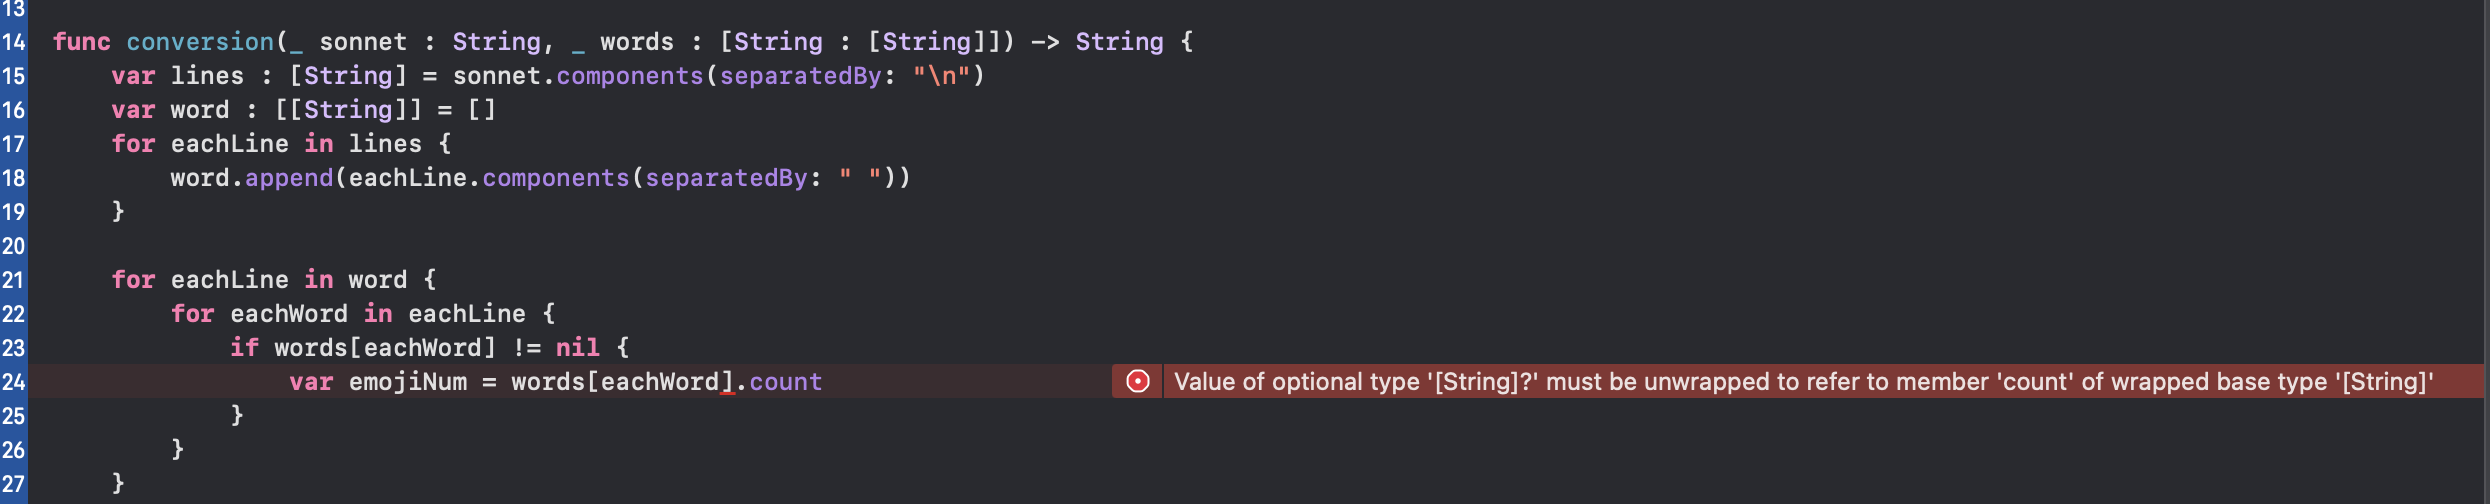 13
14 func conversion(_ sonnet : String, _ words : [String : [String]]) -> String {
15 var lines : [String] = sonnet.components(separatedBy: "\n")
16 var word : [[String]] = []
17 for eachLine in lines {
18 word.append(eachLine.components(separatedBy: " "))
19 }
20
21 for eachLine in word {
22 for eachWord in eachLine {
23 if words[eachWord] != nil {
24 var emojiNum = words[eachWord].count Value of optional type '[String]?' must be unwrapped to refer to member 'count' of wrapped base type '[String]'
25 }
26 }
27 }